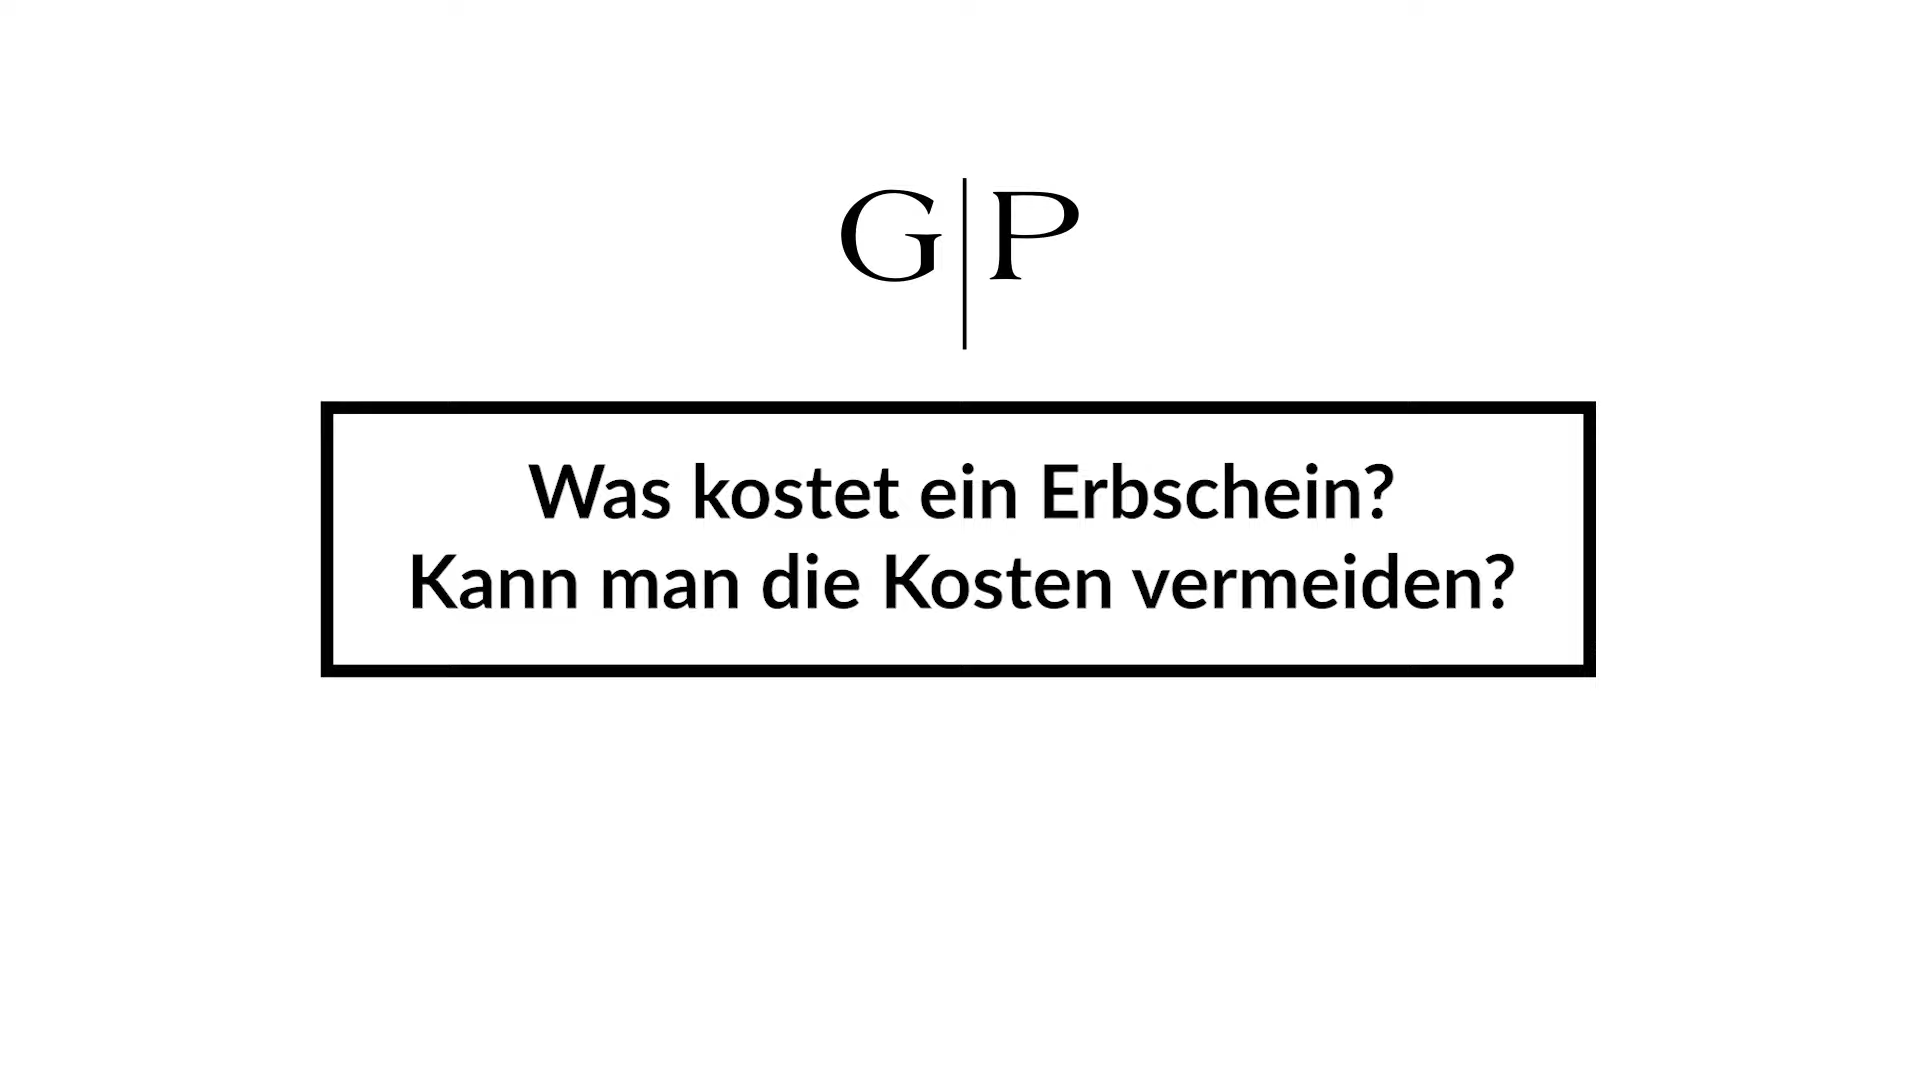 G|P
Was kostet ein Erbschein?
Kann man die Kosten vermeiden?